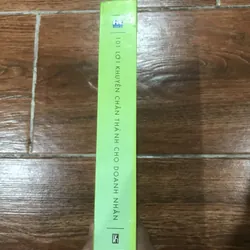 101 LỜI KHUYÊN CHÂN THÀNH CHO DOANH NHÂN